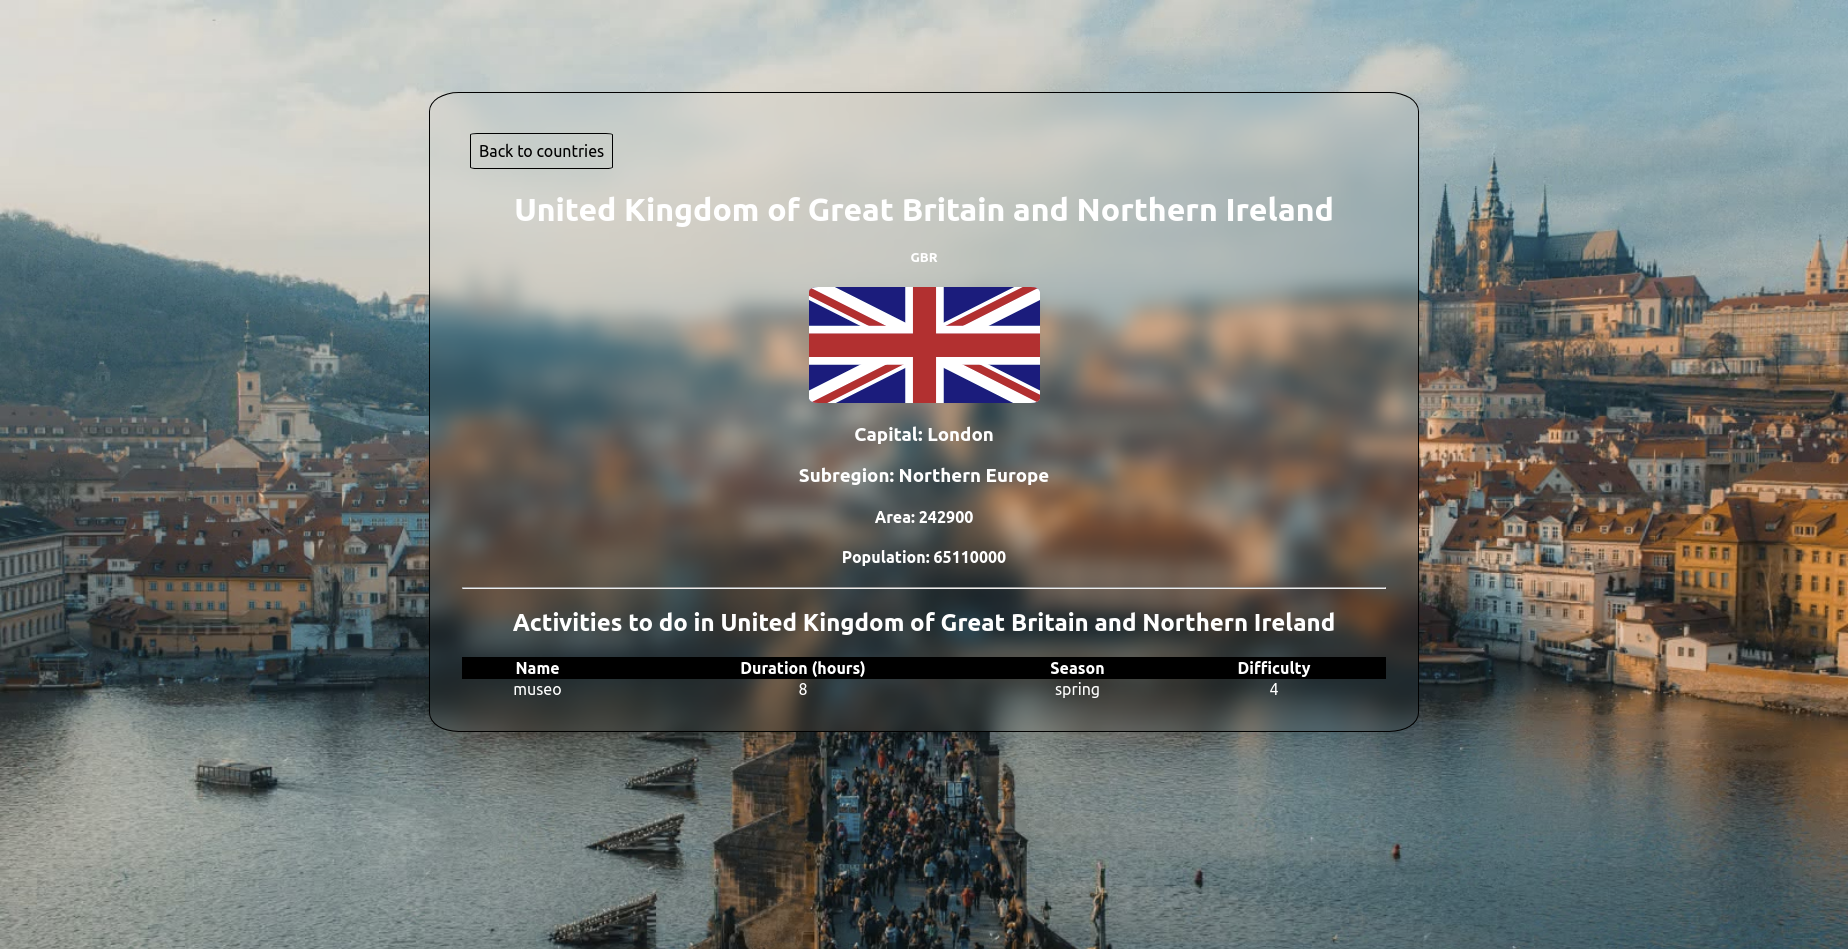 Back to countries
United Kingdom of Great Britain and Northern Ireland
GBR
Capital: London
Subregion: Northern Europe
Area: 242900
Population: 65110000
Activities to do in United Kingdom of Great Britain and Northern Ireland
Name Duration (hours) Season Difficulty
museo 8 spring 4